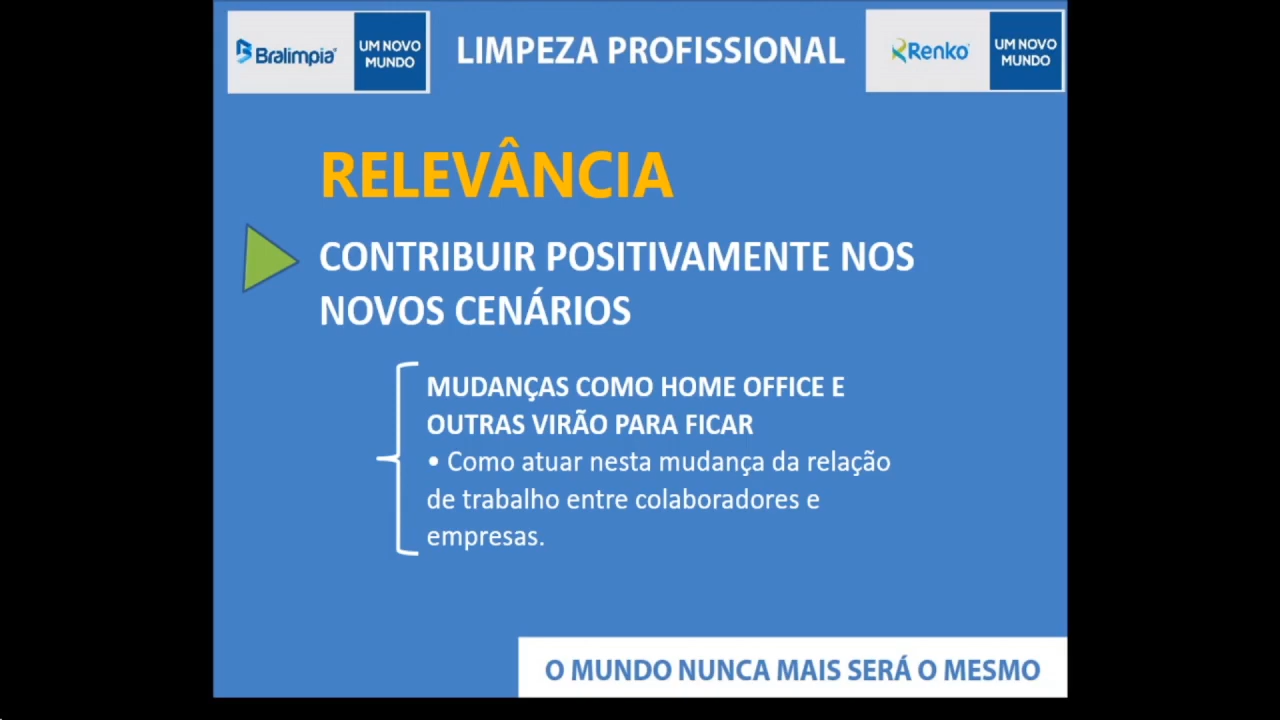 Bralimpia
UM NOVO
MUNDO
LIMPEZA PROFISSIONAL
Renko
UM NOVO
MUNDO
RELEVÂNCIA
CONTRIBUIR POSITIVAMENTE NOS
NOVOS CENÁRIOS
MUDANÇAS COMO HOME OFFICE E
OUTRAS VIRÃO PARA FICAR
• Como atuar nesta mudança da relação
de trabalho entre colaboradores e
empresas.
O MUNDO NUNCA MAIS SERÁ O MESMO